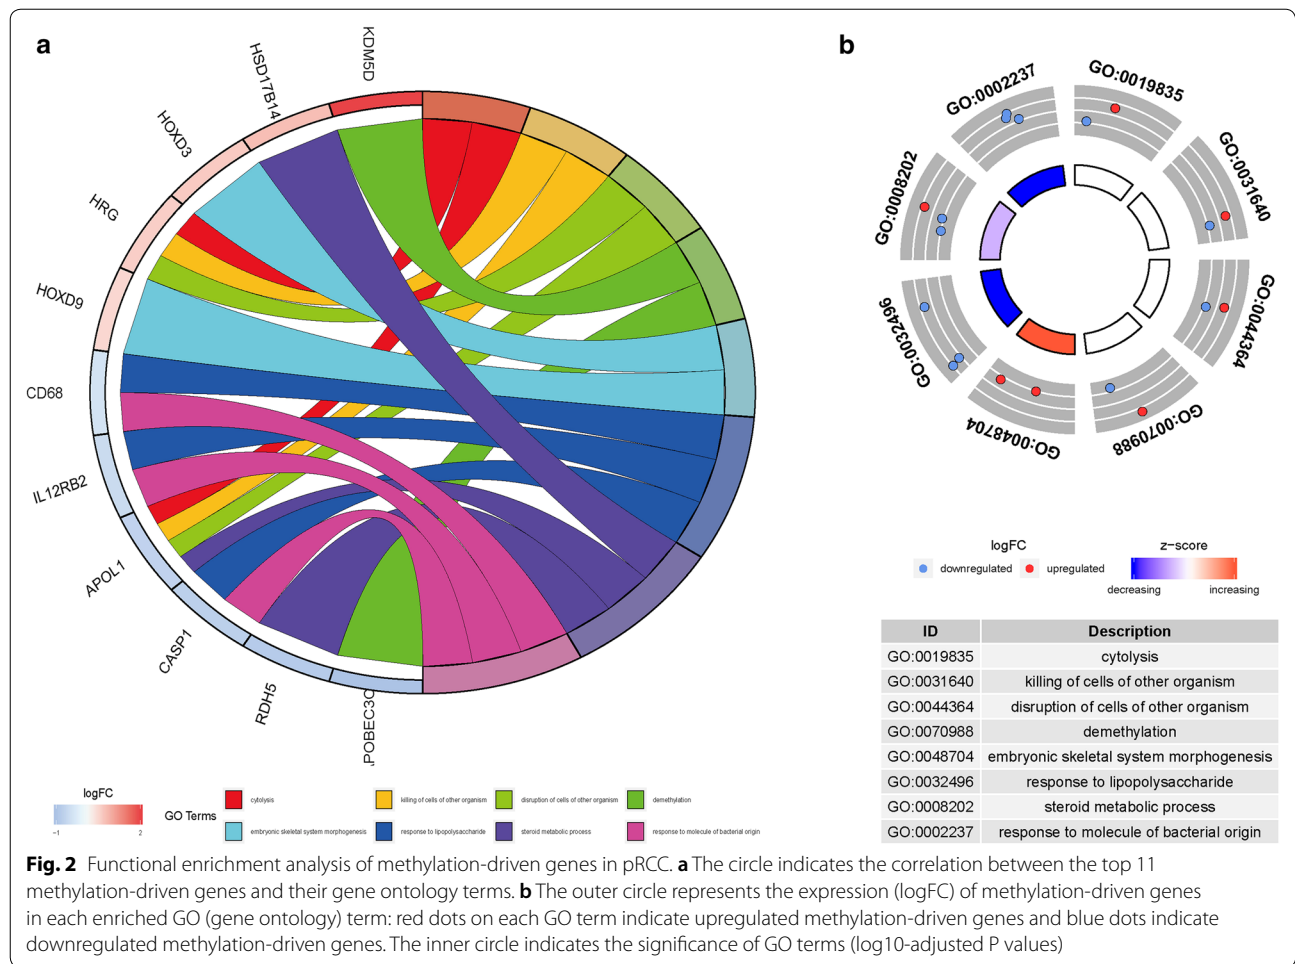 a
KDM5D
HSD17B14
HOXD3
HRG
HOXD9
CD68
IL12RB2
APOL1
CASP1
RDH5
POBEC3C
logFC
−1
2
GO Terms
cytolysis
killing of cells of other organism
disruption of cells of other organism
demethylation
embryonic skeletal system morphogenesis
response to lipopolysaccharide
steroid metabolic process
response to molecule of bacterial origin
b
GO:0002237
GO:0019835
GO:0031640
GO:0044364
GO:0070988
GO:0048704
GO:0032496
GO:0008202
logFC
downregulated
upregulated
z−score
decreasing
increasing
ID Description
GO:0019835 cytolysis
GO:0031640 killing of cells of other organism
GO:0044364 disruption of cells of other organism
GO:0070988 demethylation
GO:0048704 embryonic skeletal system morphogenesis
GO:0032496 response to lipopolysaccharide
GO:0008202 steroid metabolic process
GO:0002237 response to molecule of bacterial origin
Fig. 2 Functional enrichment analysis of methylation-driven genes in pRCC. a The circle indicates the correlation between the top 11
methylation-driven genes and their gene ontology terms. b The outer circle represents the expression (logFC) of methylation-driven genes
in each enriched GO (gene ontology) term: red dots on each GO term indicate upregulated methylation-driven genes and blue dots indicate
downregulated methylation-driven genes. The inner circle indicates the significance of GO terms (log10-adjusted P values)